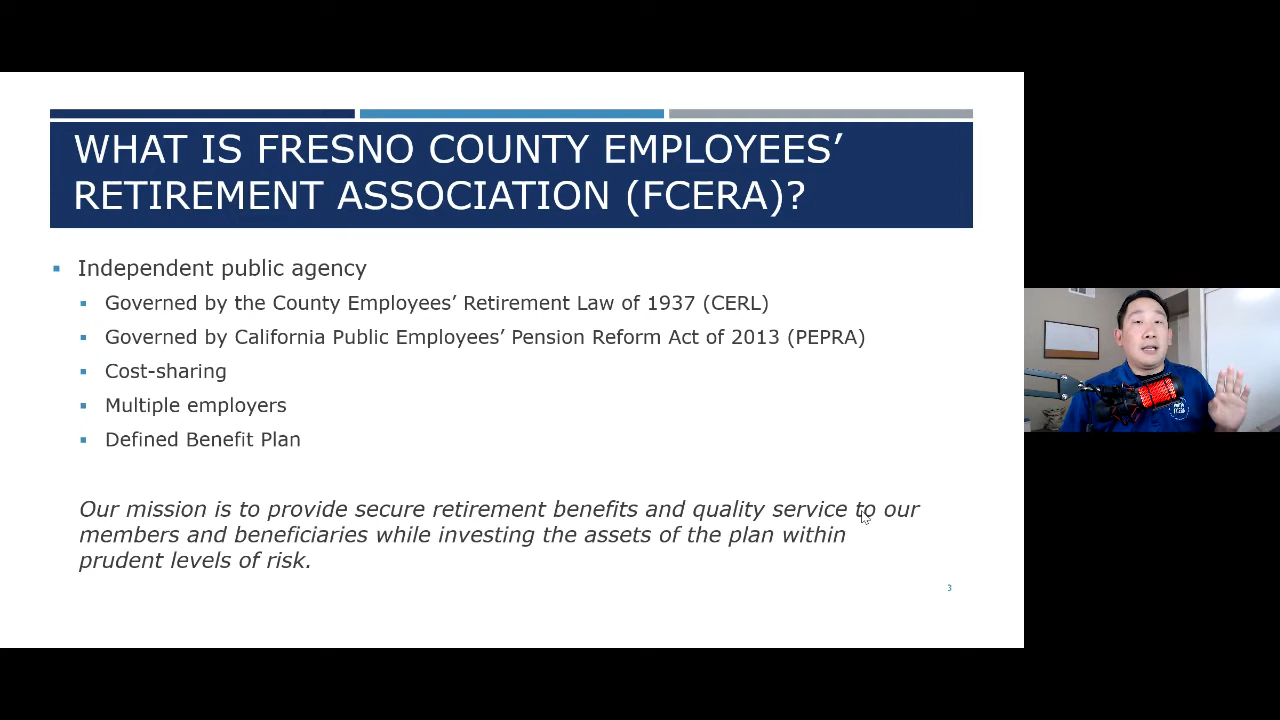 WHAT IS FRESNO COUNTY EMPLOYEES’
RETIREMENT ASSOCIATION (FCERA)?
Independent public agency
Governed by the County Employees’ Retirement Law of 1937 (CERL)
Governed by California Public Employees’ Pension Reform Act of 2013 (PEPRA)
Cost-sharing
Multiple employers
Defined Benefit Plan
Our mission is to provide secure retirement benefits and quality service to our
members and beneficiaries while investing the assets of the plan within
prudent levels of risk.
3